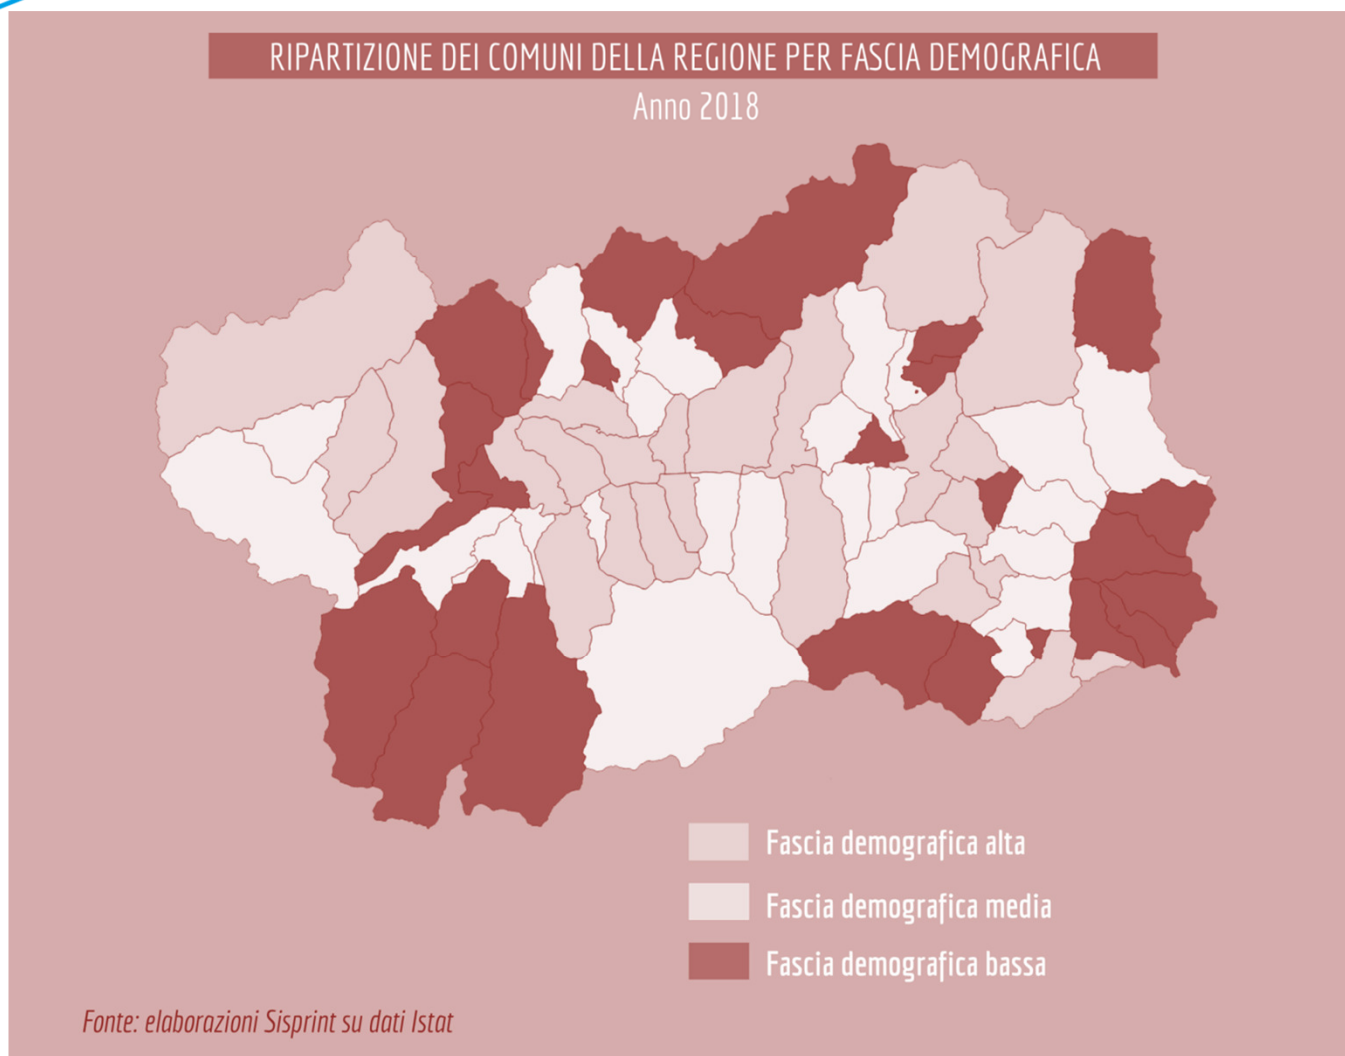 RIPARTIZIONE DEI COMUNI DELLA REGIONE PER FASCIA DEMOGRAFICA
Anno 2018
Fascia demografica alta
Fascia demografica media
Fascia demografica bassa
Fonte: elaborazioni Sisprint su dati Istat